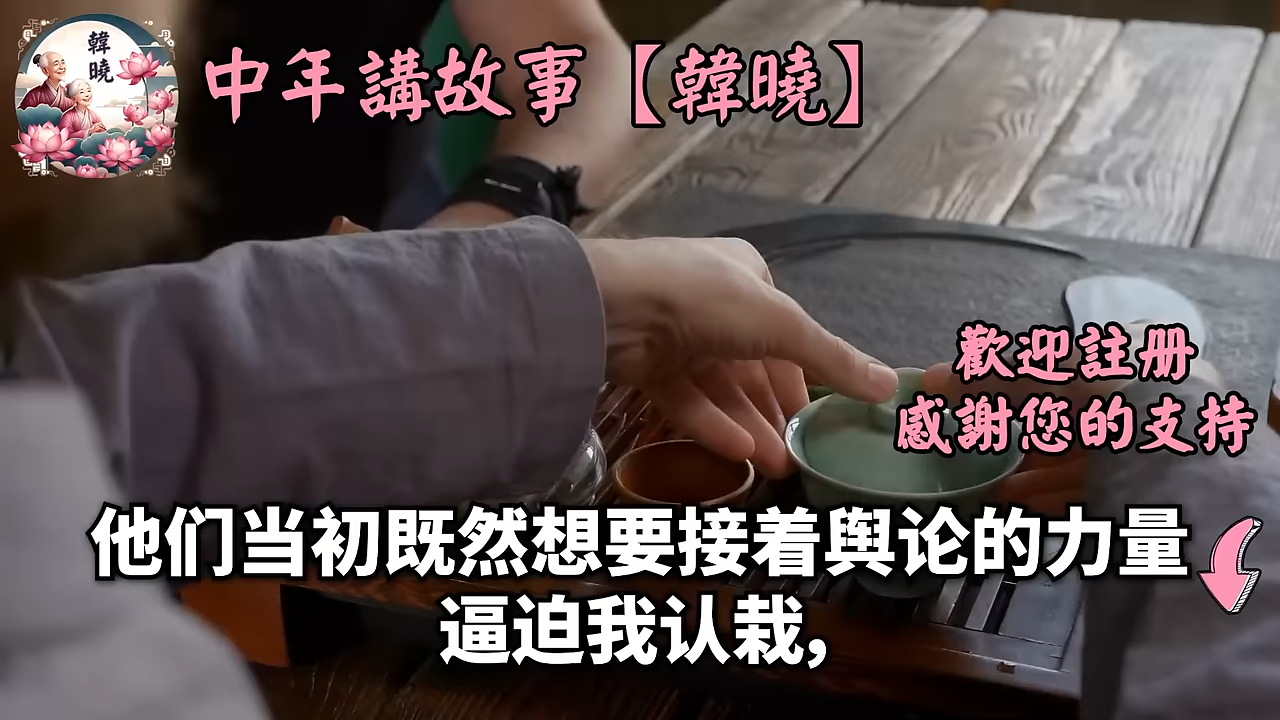 韓曉
中年講故事【韓曉】
歡迎註册
感謝您的支持
他们当初既然想要接着舆论的力量
逼迫我认栽,